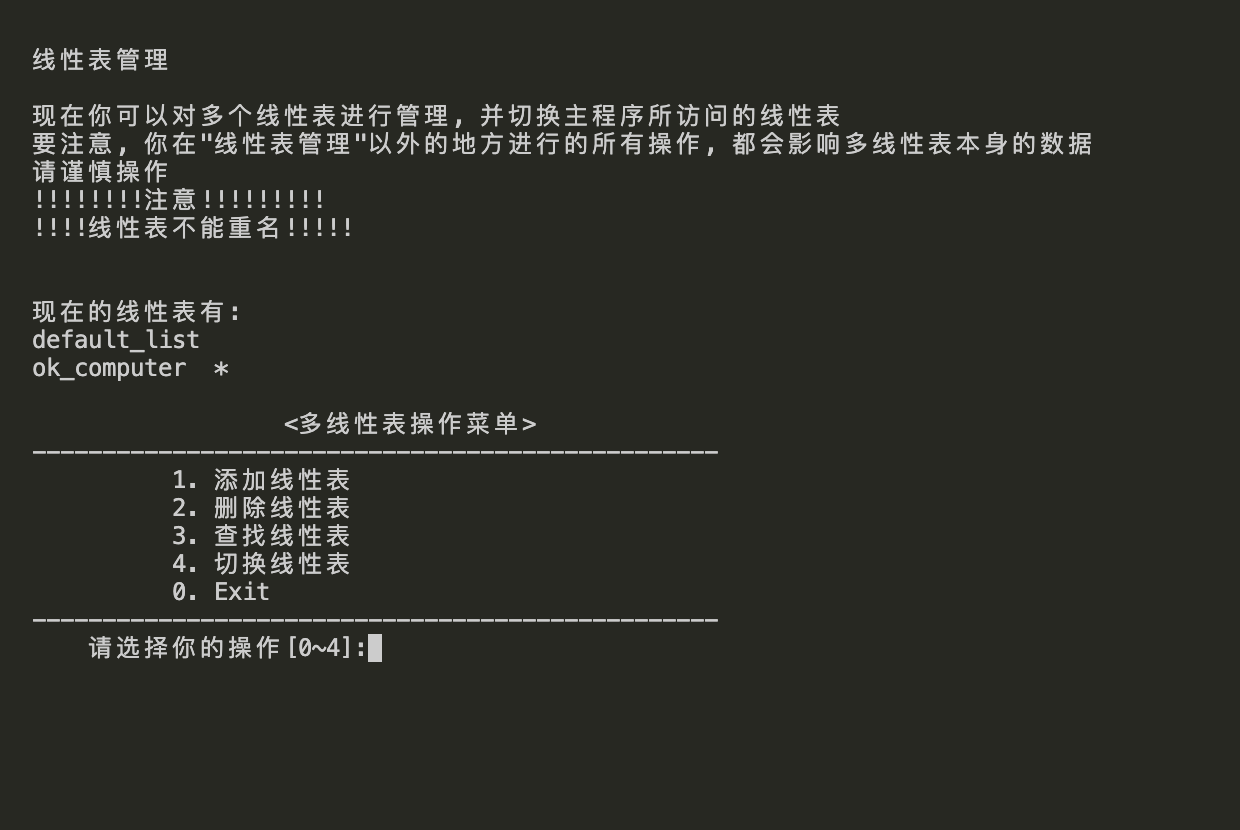 线性表管理
现在你可以对多个线性表进行管理, 并切换主程序所访问的线性表
要注意, 你在"线性表管理"以外的地方进行的所有操作, 都会影响多线性表本身的数据
请谨慎操作
!!!!!!!!注意!!!!!!!!!
!!!!线性表不能重名!!!!!
现在的线性表有:
default_list
ok_computer  *
<多线性表操作菜单>
-------------------------------------------------
1. 添加线性表
2. 删除线性表
3. 查找线性表
4. 切换线性表
0. Exit
-------------------------------------------------
请选择你的操作[0~4]: